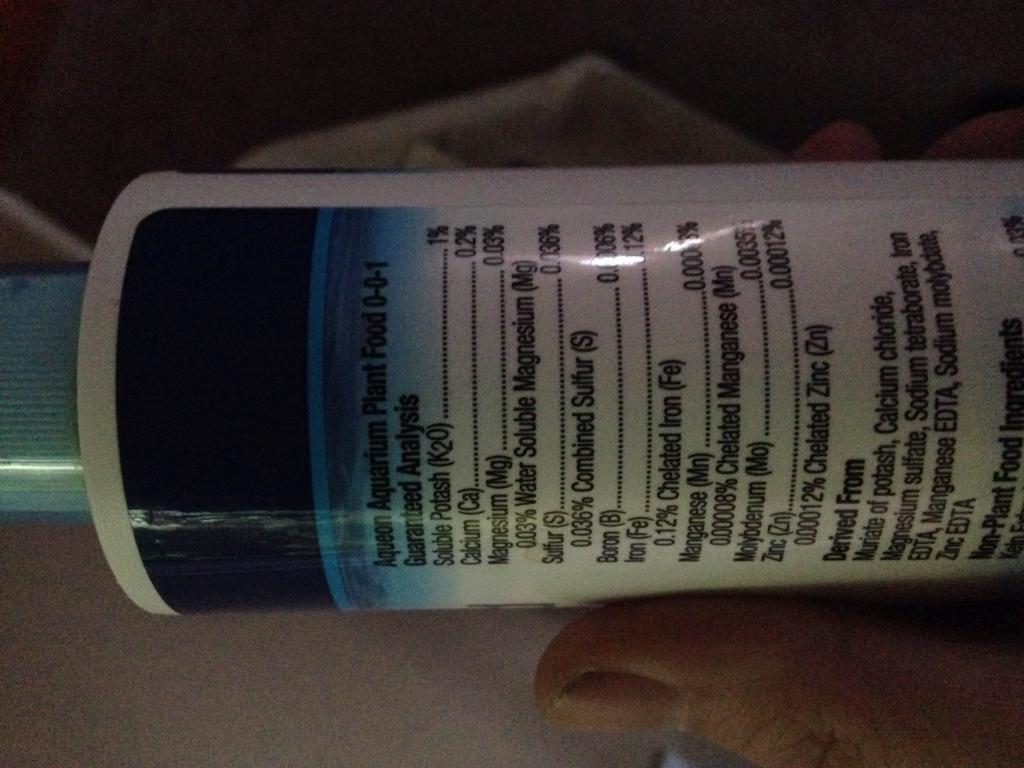 Aqueon Aquarium Plant Food 0-0-1
Guaranteed Analysis
Soluble Potash (K2O) 1%
Calcium (Ca) 0.2%
Magnesium (Mg) 0.03%
0.03% Water Soluble Magnesium (Mg)
Sulfur (S) 0.036%
0.036% Combined Sulfur (S)
Boron (B)
Iron (Fe)
0.12% Chelated Iron (Fe)
Manganese (Mn)
0.00008% Chelated Manganese (Mn)
Molybdenum (Mo)
Zinc (Zn) 0.00012%
0.00012% Chelated Zinc (Zn)
Derived From
Muriate of potash, Calcium chloride,
Magnesium sulfate, Sodium tetraborate, Iron
EDTA, Manganese EDTA, Sodium molybdate,
Zinc EDTA
Non-Plant Food Ingredients
Kelp